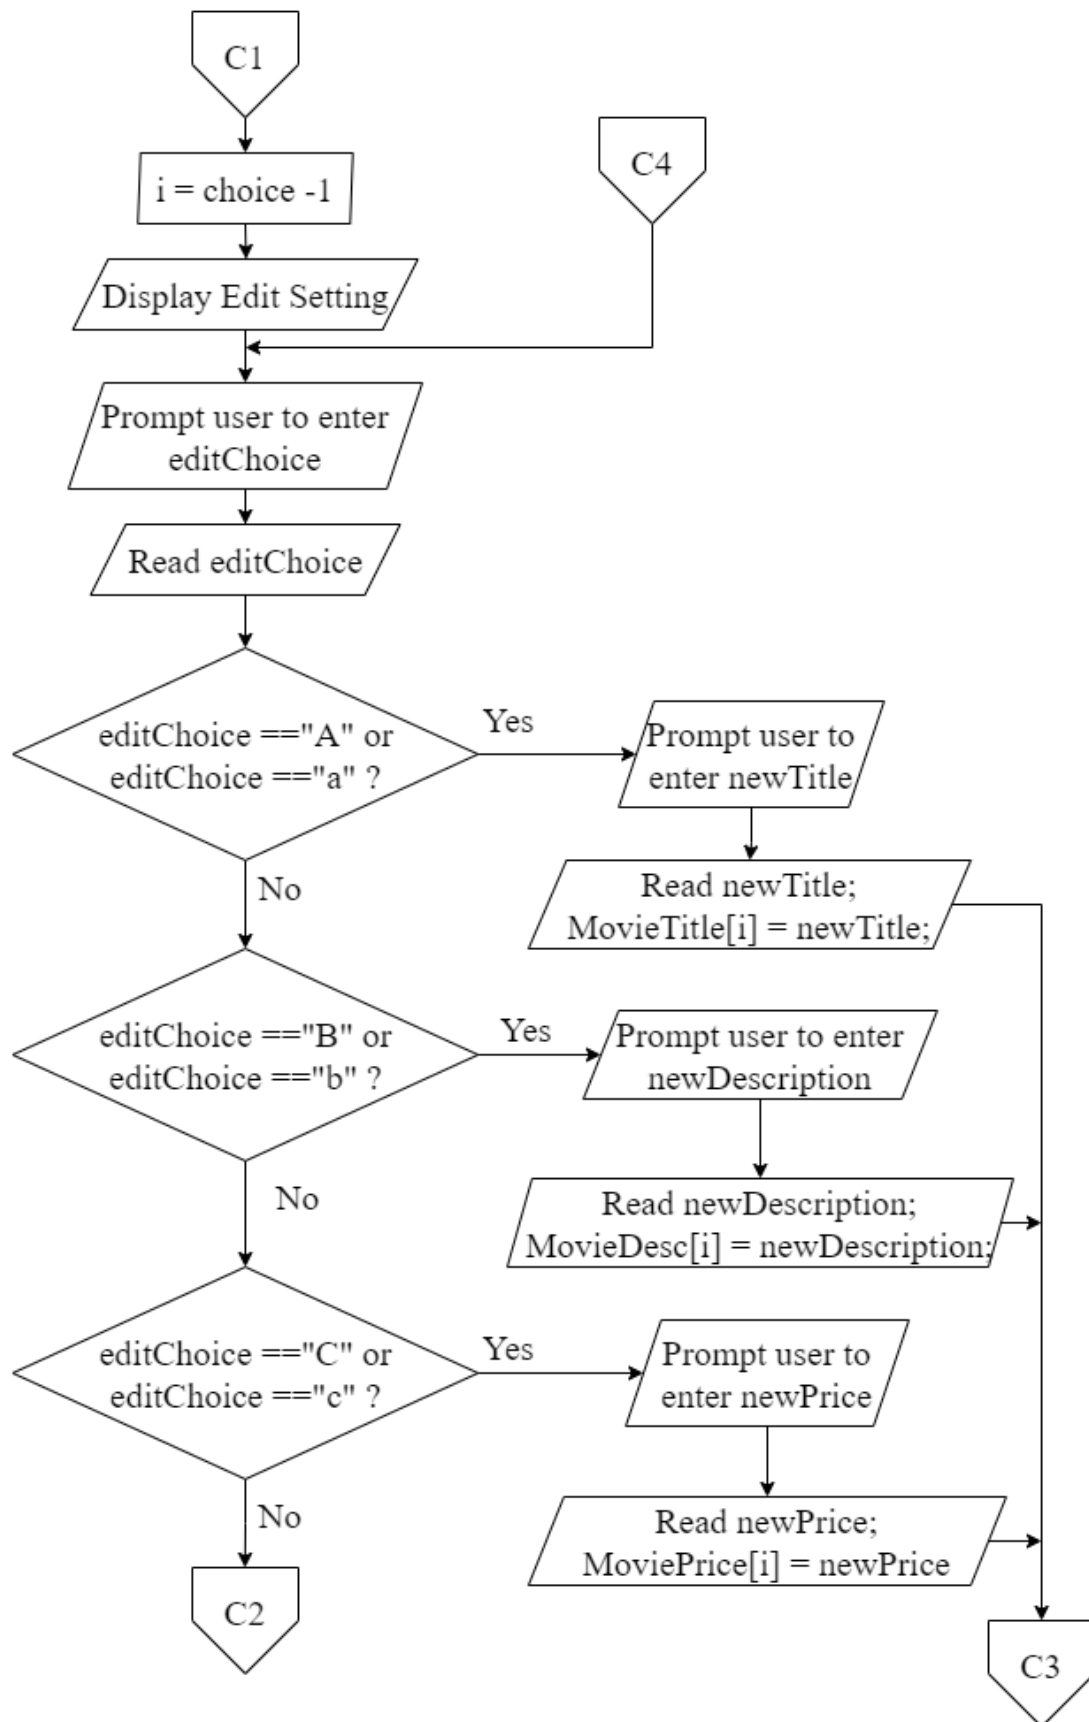 C1
C4
i = choice -1
Display Edit Setting
Prompt user to enter
editChoice
Read editChoice
editChoice =="A" or
editChoice =="a" ?
Yes
Prompt user to
enter newTitle
Read newTitle;
MovieTitle[i] = newTitle;
No
editChoice =="B" or
editChoice =="b" ?
Yes
Prompt user to enter
newDescription
Read newDescription;
MovieDesc[i] = newDescription;
No
editChoice =="C" or
editChoice =="c" ?
Yes
Prompt user to
enter newPrice
Read newPrice;
MoviePrice[i] = newPrice
No
C2
C3